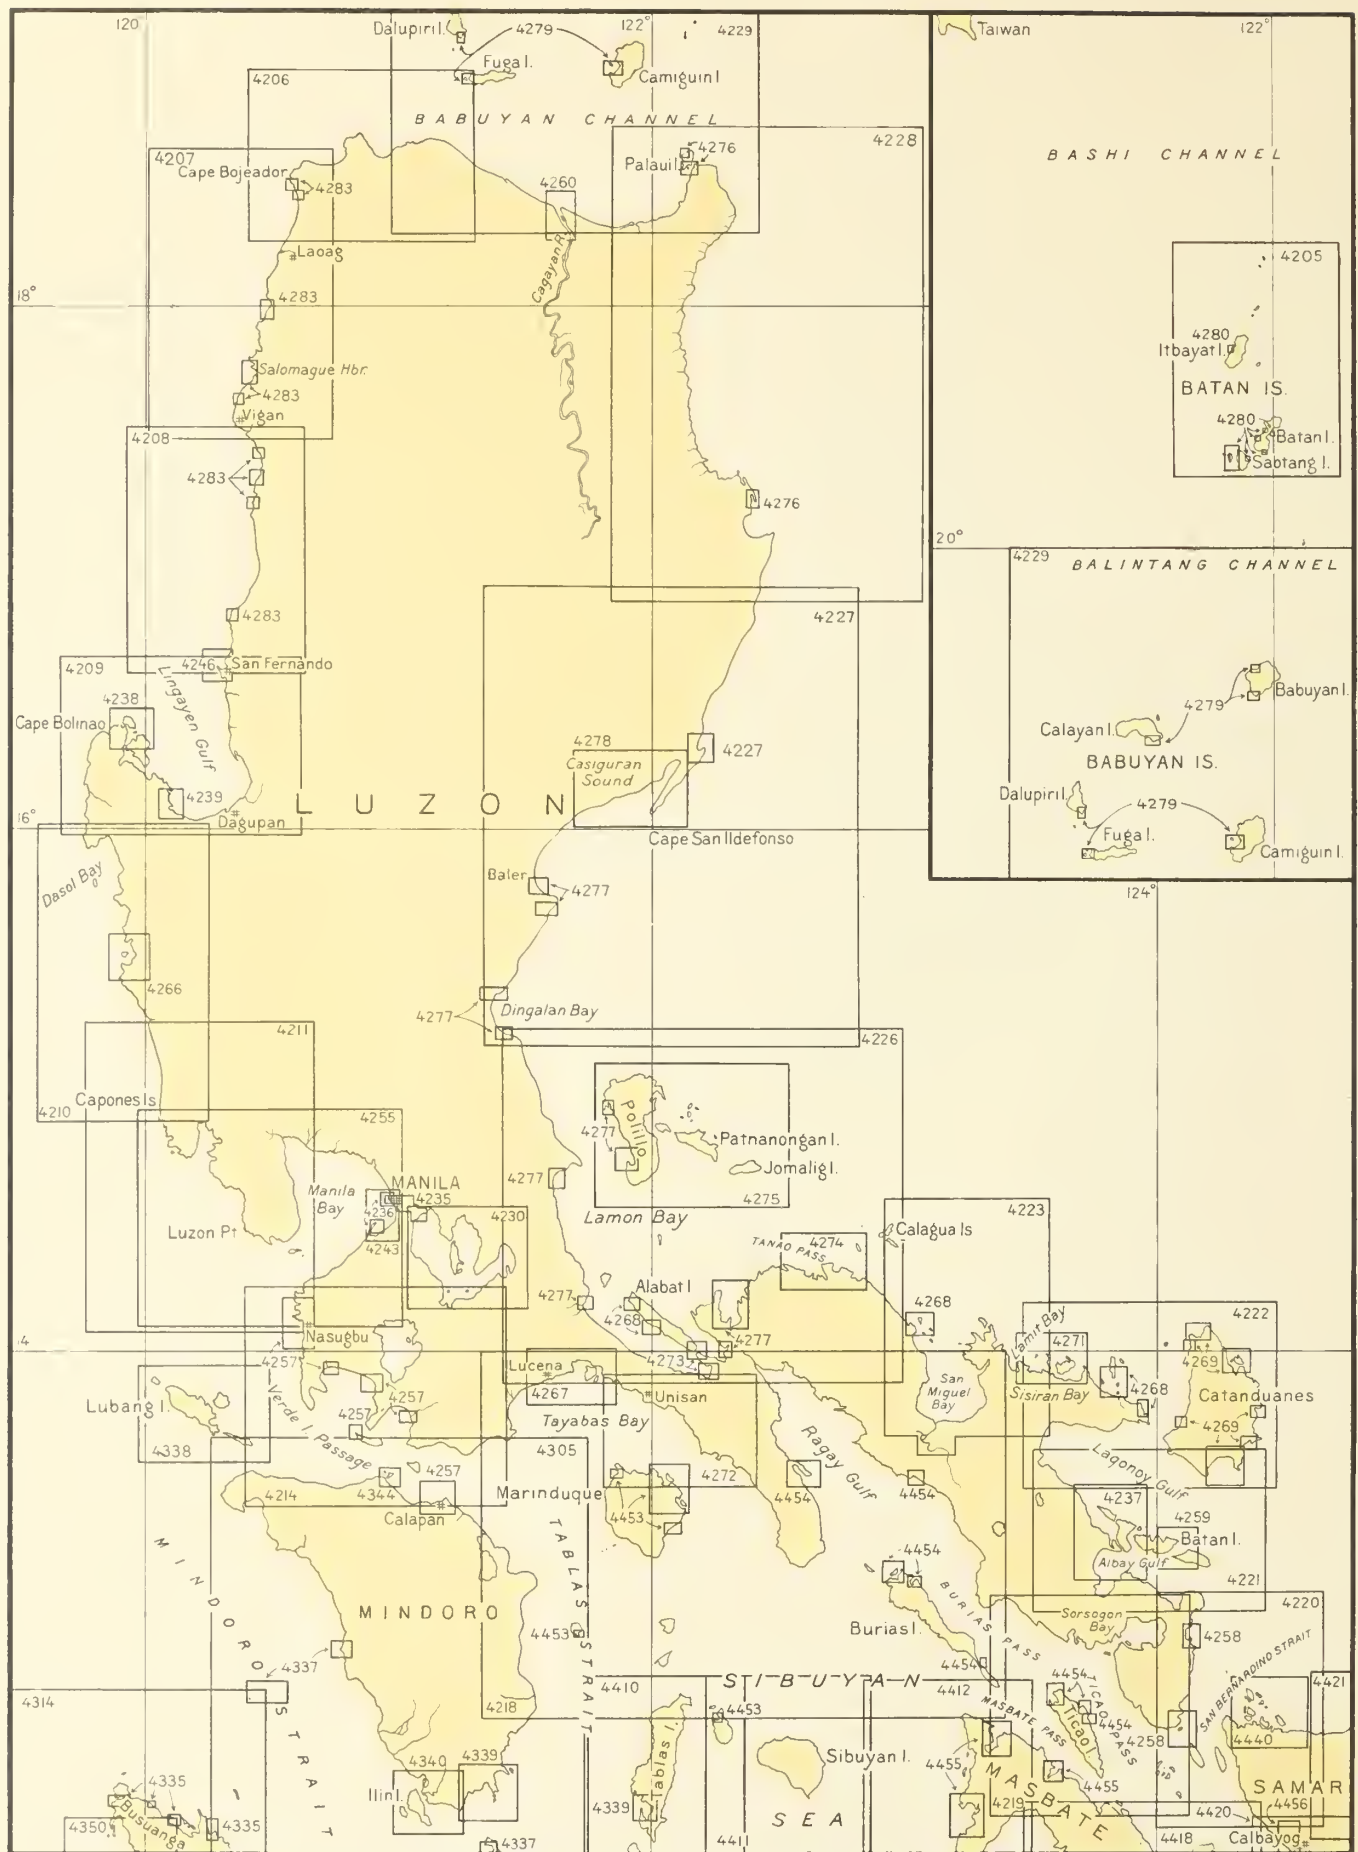 120
Dalupiri I.
4279
122°
4229
Taiwan
122°
4206
Fuga I.
Camiguin I
BABUYAN CHANNEL
4228
BASHI CHANNEL
4207
Cape Bojeador
4283
4260
Palaui I.
4276
Cagayan R.
Laoag
4205
18°
4283
4280
Itbayat I.
Salomague Hbr.
4283
BATAN IS.
Vigan
4208
4280
Batan I.
Sabtang I.
4283
4276
20°
4229
BALINTANG CHANNEL
4283
4227
4209
4246
San Fernando
Lingayen Gulf
4238
Cape Bolinao
4279
Babuyan I.
Calayan I.
4278
4227
Casiguran
Sound
BABUYAN IS.
4239
LUZON
Dalupiri I.
4279
16°
Dagupan
Cape San Ildefonso
Fuga I.
Camiguin I.
Dasol Bay
Baler
4277
124°
4266
4277
Dingalan Bay
4211
4226
Capones Is
4210
4255
Polillo
4277
Patnanongan I.
Jomalig I.
4277
4275
MANILA
Manila
Bay
4235
4236
4230
4243
Luzon Pt
Lamon Bay
4223
Calagua Is
TANAO PASS
4274
Alabat I
4277
4268
4268
4277
Lamit Bay
4222
4271
4269
14
Nasugbu
4257
4273
Lucena
4267
Unisan
San
Miguel
Bay
Sisiran Bay
4268
Catanduanes
4257
Lubang I.
Verde I. Passage
4257
Tayabas Bay
Ragay Gulf
4269
4338
4305
Lagonoy Gulf
4257
4272
4214
4344
Marinduque
4454
4454
4237
4259
Calapan
4453
Batan I.
Albay Gulf
MINDORO STRAIT
TABLAS STRAIT
4454
4221
BURIAS PASS
4220
MINDORO
Sorsogon
Bay
Burias I.
4453
4258
SAN BERNARDINO STRAIT
4337
4454
4454
4314
4410
SIBUYAN
4412
4421
4218
4453
MASBATE PASS
TICAO PASS
4454
Ticao I.
4258
4440
Tablas I.
Sibuyan I.
4340
4339
4455
MASBATE
4455
SAMAR
4335
Ilin I.
4339
SEA
4219
4420
4456
Busuanga
4350
4335
4337
4411
4418
Calbayog